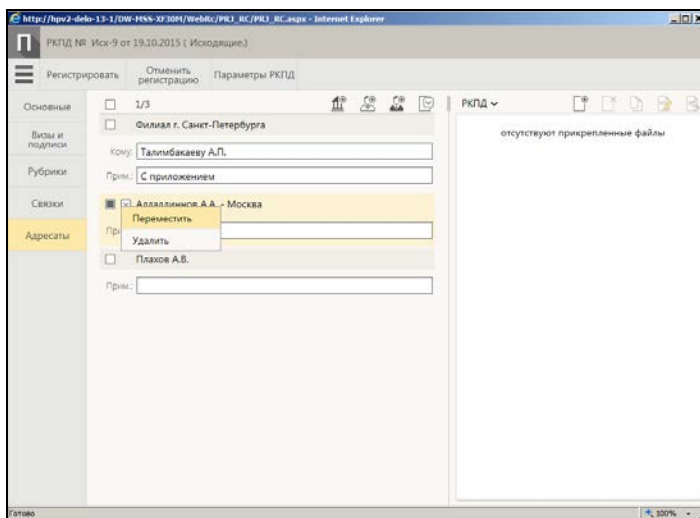 http://hpv2-delo-13-1/DW-MSS-XF30M/WebRc/PRJ_RC/PRJ_RC.aspx - Internet Explorer
П
РКПД № Исх-9 от 19.10.2015 ( Исходящие.)
Регистрировать
Отменить
регистрацию
Параметры РКПД
Основные
Визы и
подписи
Рубрики
Связки
Адресаты
1/3
Филиал г. Санкт-Петербурга
Кому: Талимбакаеву А.П.
Прим.: С приложением
А.А. - Москва
Переместить
Удалить
Плахов А.В.
Прим.:
РКПД
отсутствуют прикрепленные файлы
Готово
100%